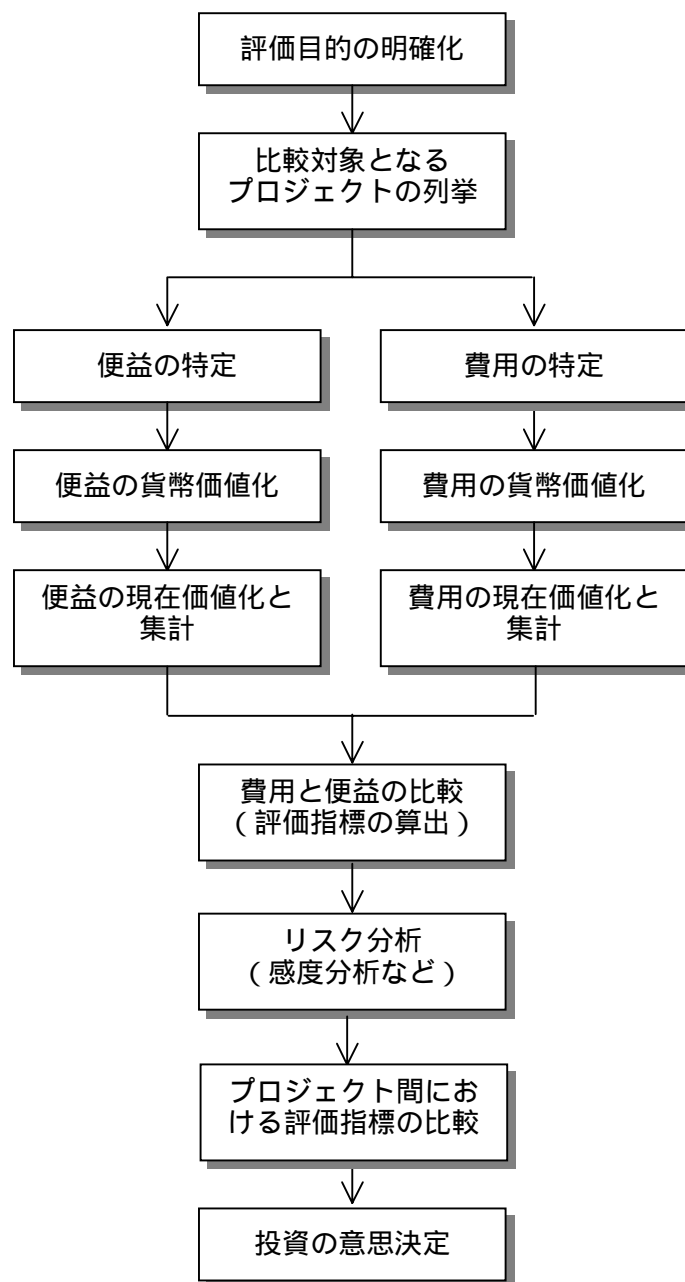 評価目的の明確化
比較対象となる
プロジェクトの列挙
便益の特定
費用の特定
便益の貨幣価値化
費用の貨幣価値化
便益の現在価値化と
集計
費用の現在価値化と
集計
費用と便益の比較
（評価指標の算出）
リスク分析
（感度分析など）
プロジェクト間にお
ける評価指標の比較
投資の意思決定